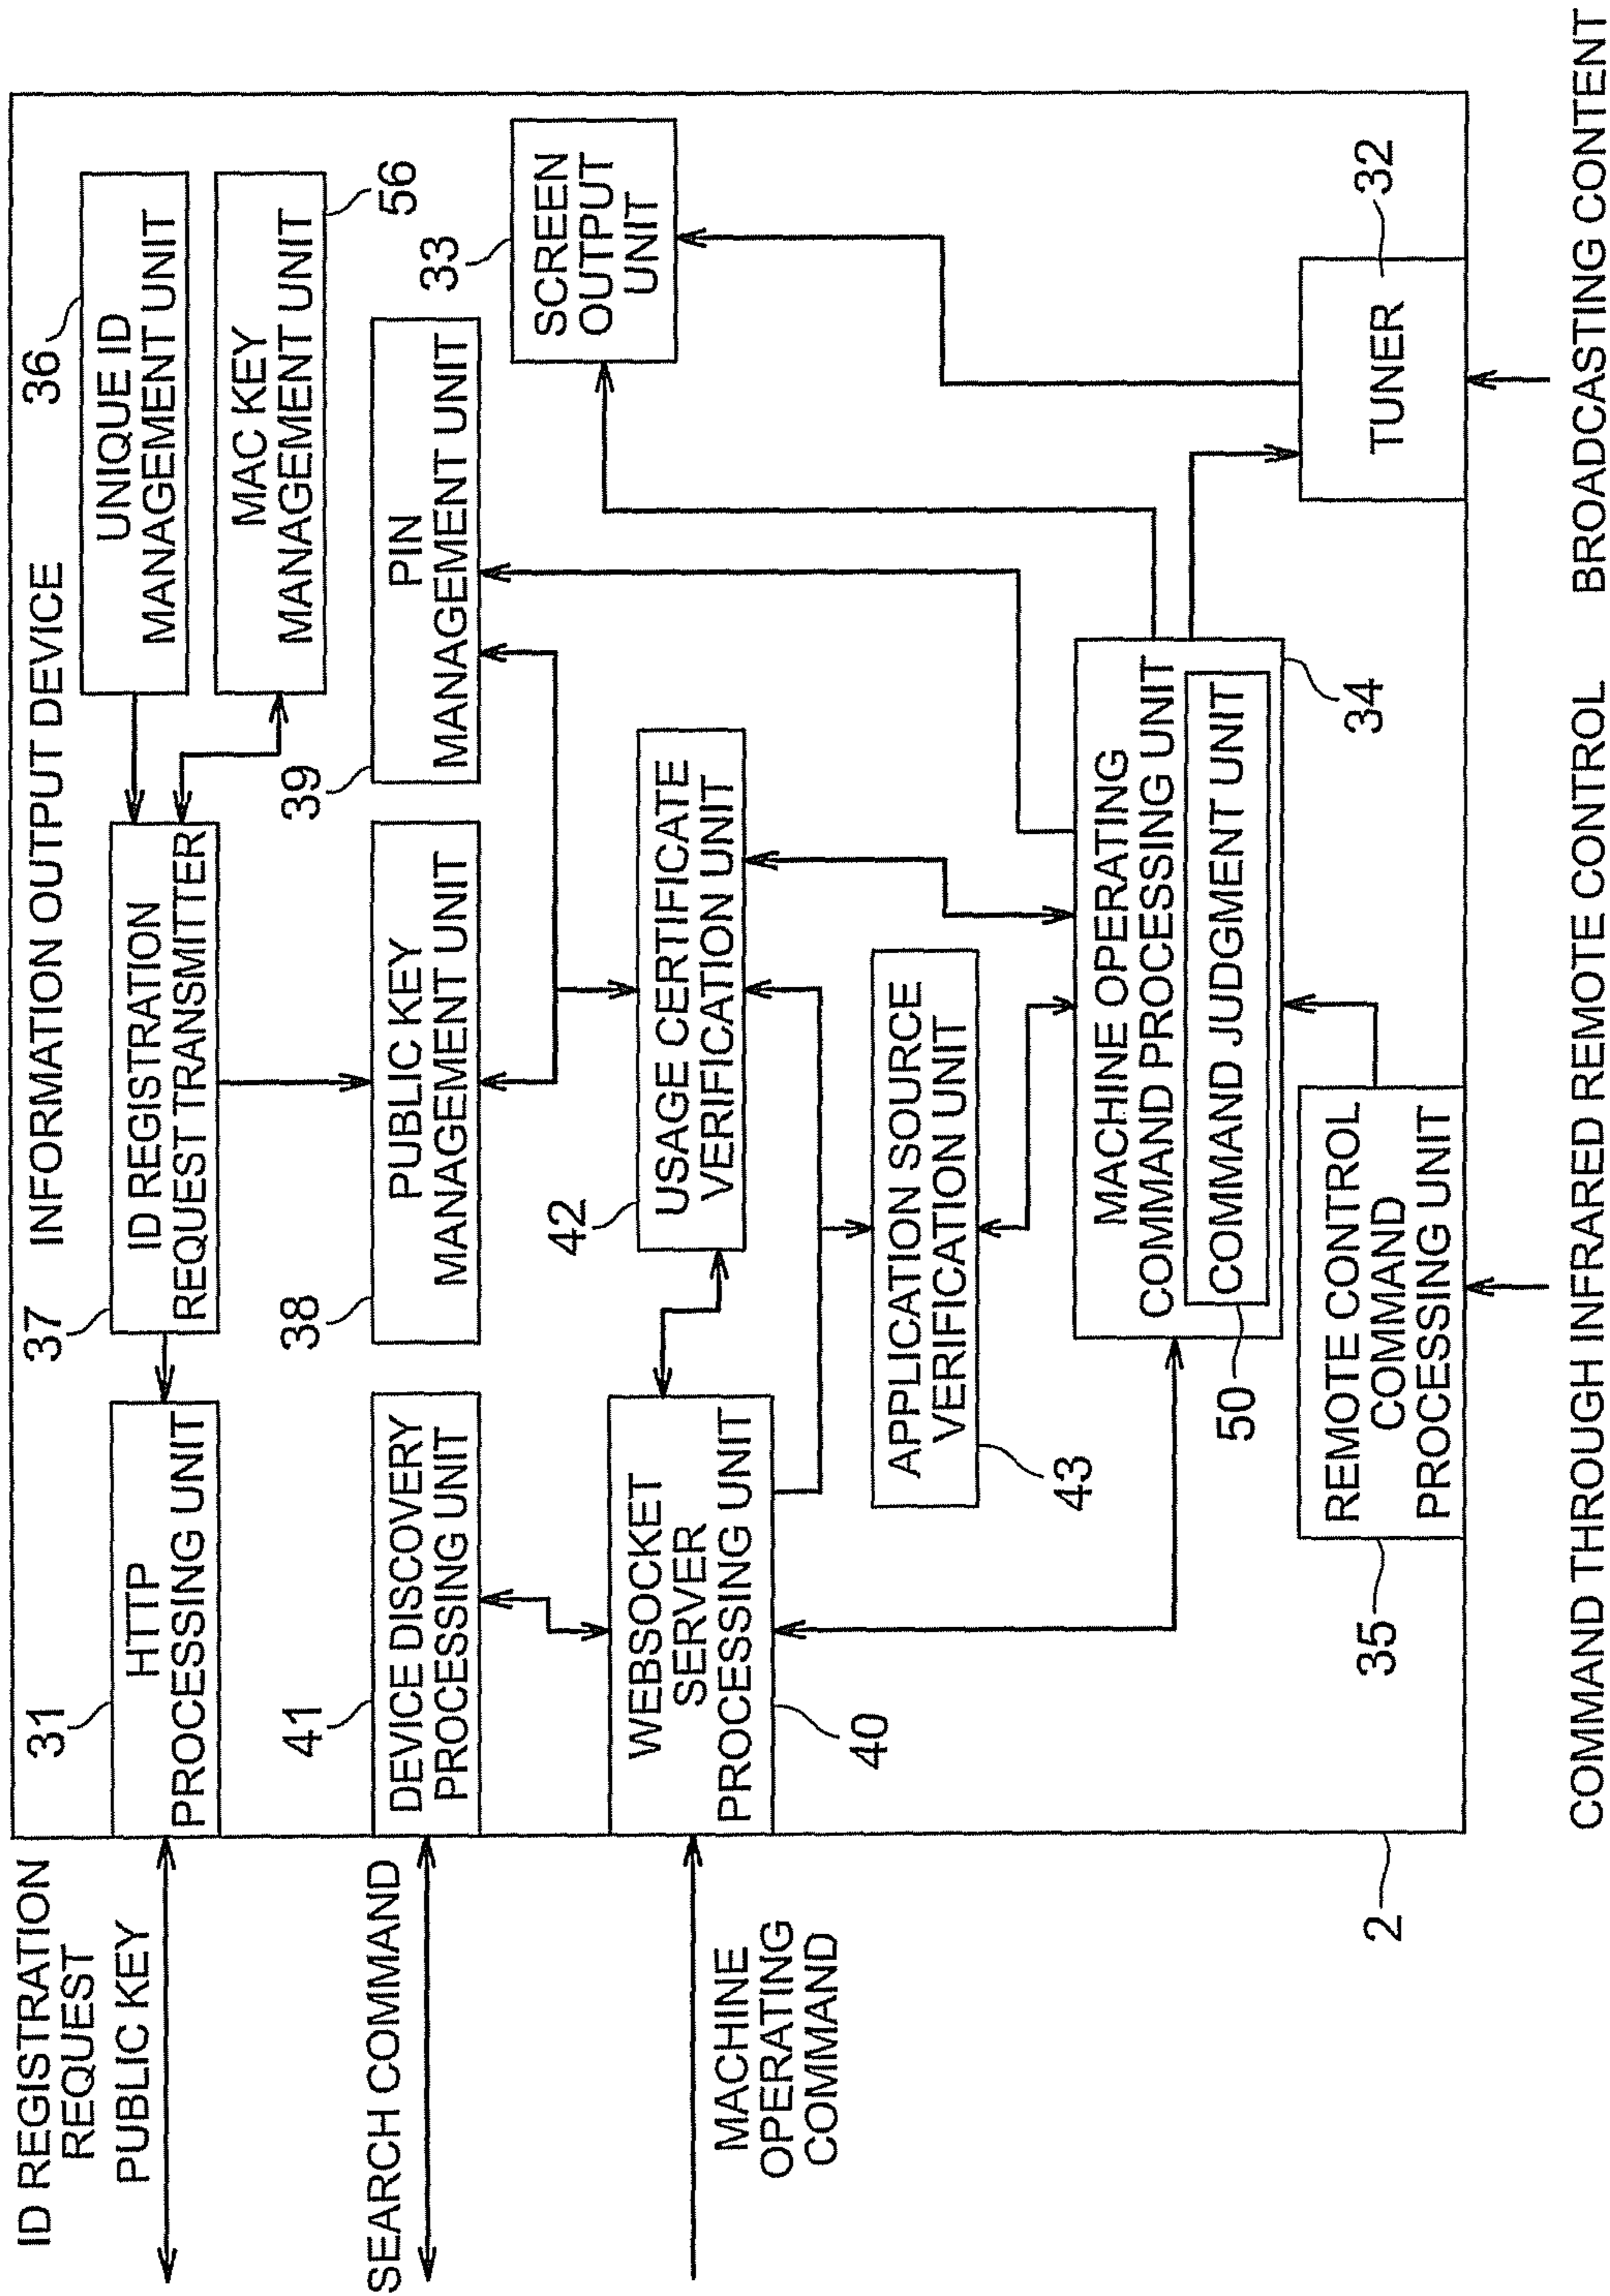 INFORMATION OUTPUT DEVICE
ID REGISTRATION
REQUEST
PUBLIC KEY
31
HTTP
PROCESSING UNIT
37
ID REGISTRATION
REQUEST TRANSMITTER
36
UNIQUE ID
MANAGEMENT UNIT
MAC KEY
MANAGEMENT UNIT
56
SEARCH COMMAND
41
DEVICE DISCOVERY
PROCESSING UNIT
38
PUBLIC KEY
MANAGEMENT UNIT
39
PIN
MANAGEMENT UNIT
33
SCREEN
OUTPUT
UNIT
MACHINE
OPERATING
COMMAND
WEBSOCKET
SERVER
PROCESSING UNIT
40
42
USAGE CERTIFICATE
VERIFICATION UNIT
APPLICATION SOURCE
VERIFICATION UNIT
43
MACHINE OPERATING
COMMAND PROCESSING UNIT
COMMAND JUDGMENT UNIT
50
34
REMOTE CONTROL
COMMAND
PROCESSING UNIT
35
TUNER
32
2
COMMAND THROUGH INFRARED REMOTE CONTROL
BROADCASTING CONTENT